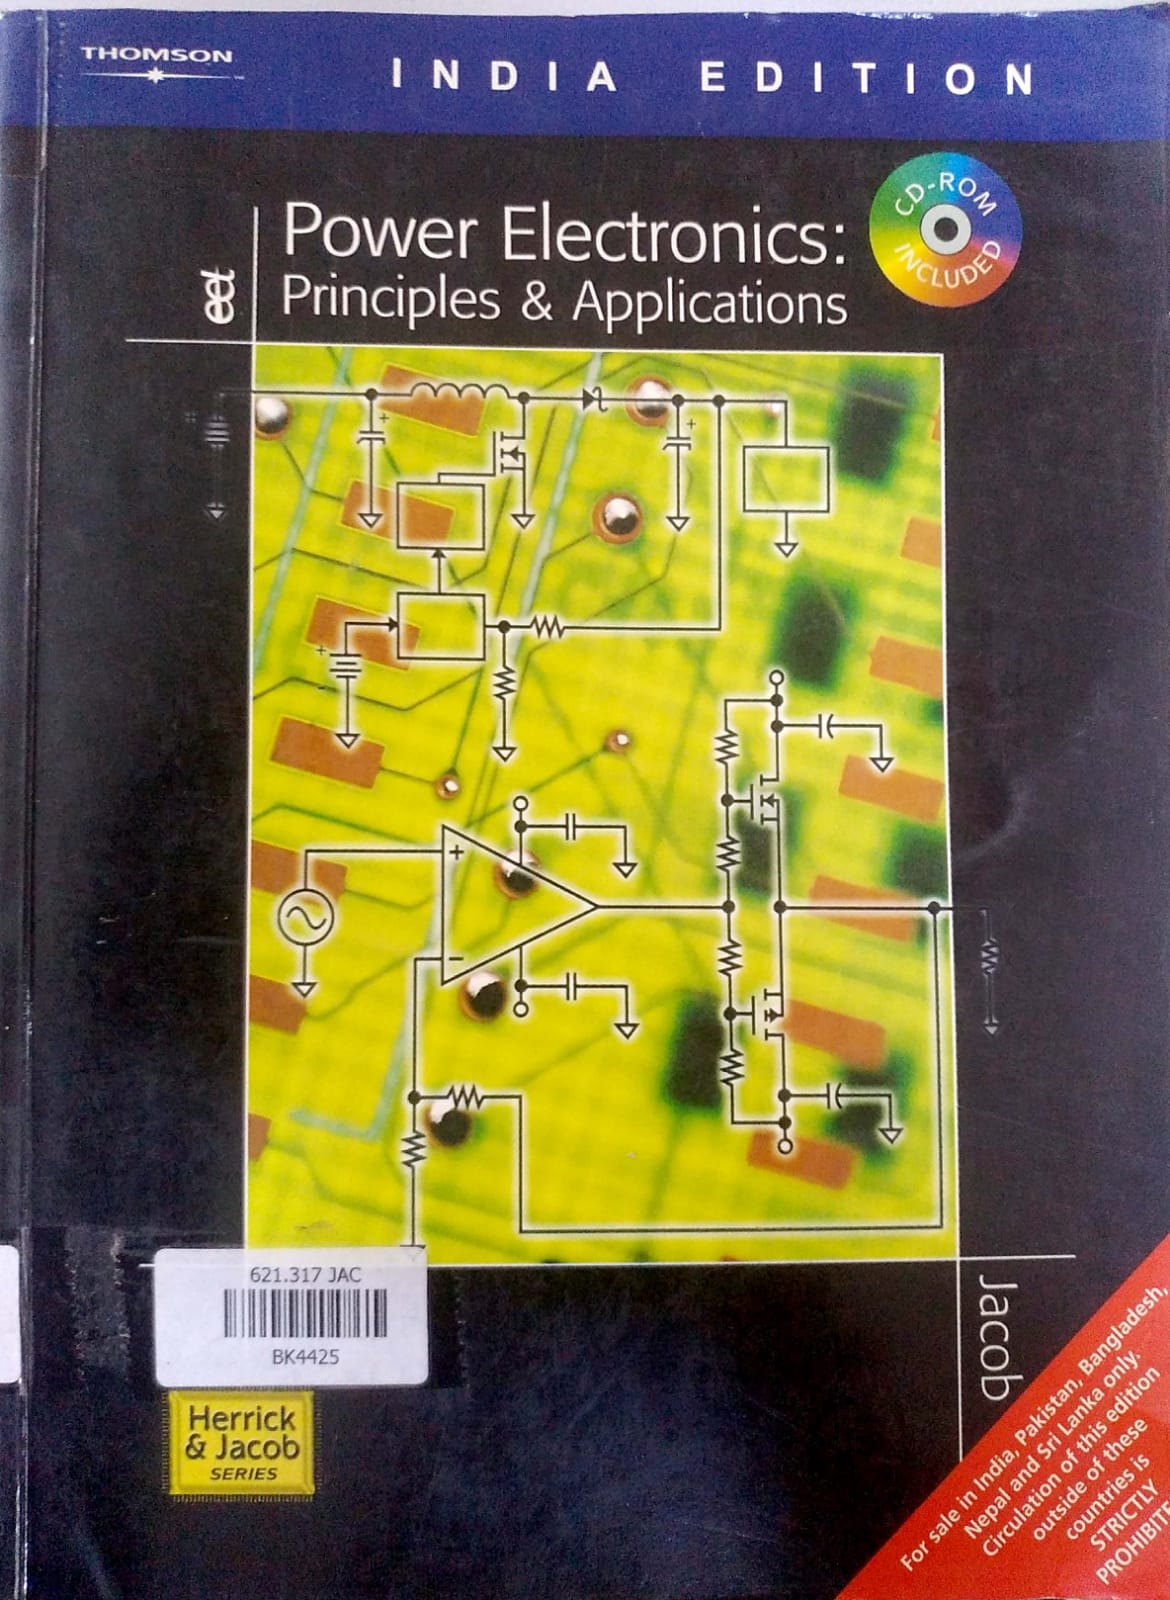 THOMSON
INDIA EDITION
CD-ROM
INCLUDED
eet
Power Electronics:
Principles & Applications
+
+
+
-
+
-
Jacob
621.317 JAC
BK4425
Herrick
& Jacob
SERIES
For sale in India, Pakistan, Bangladesh,
Nepal and Sri Lanka only.
Circulation of this edition
outside of these
countries is
STRICTLY
PROHIBITE